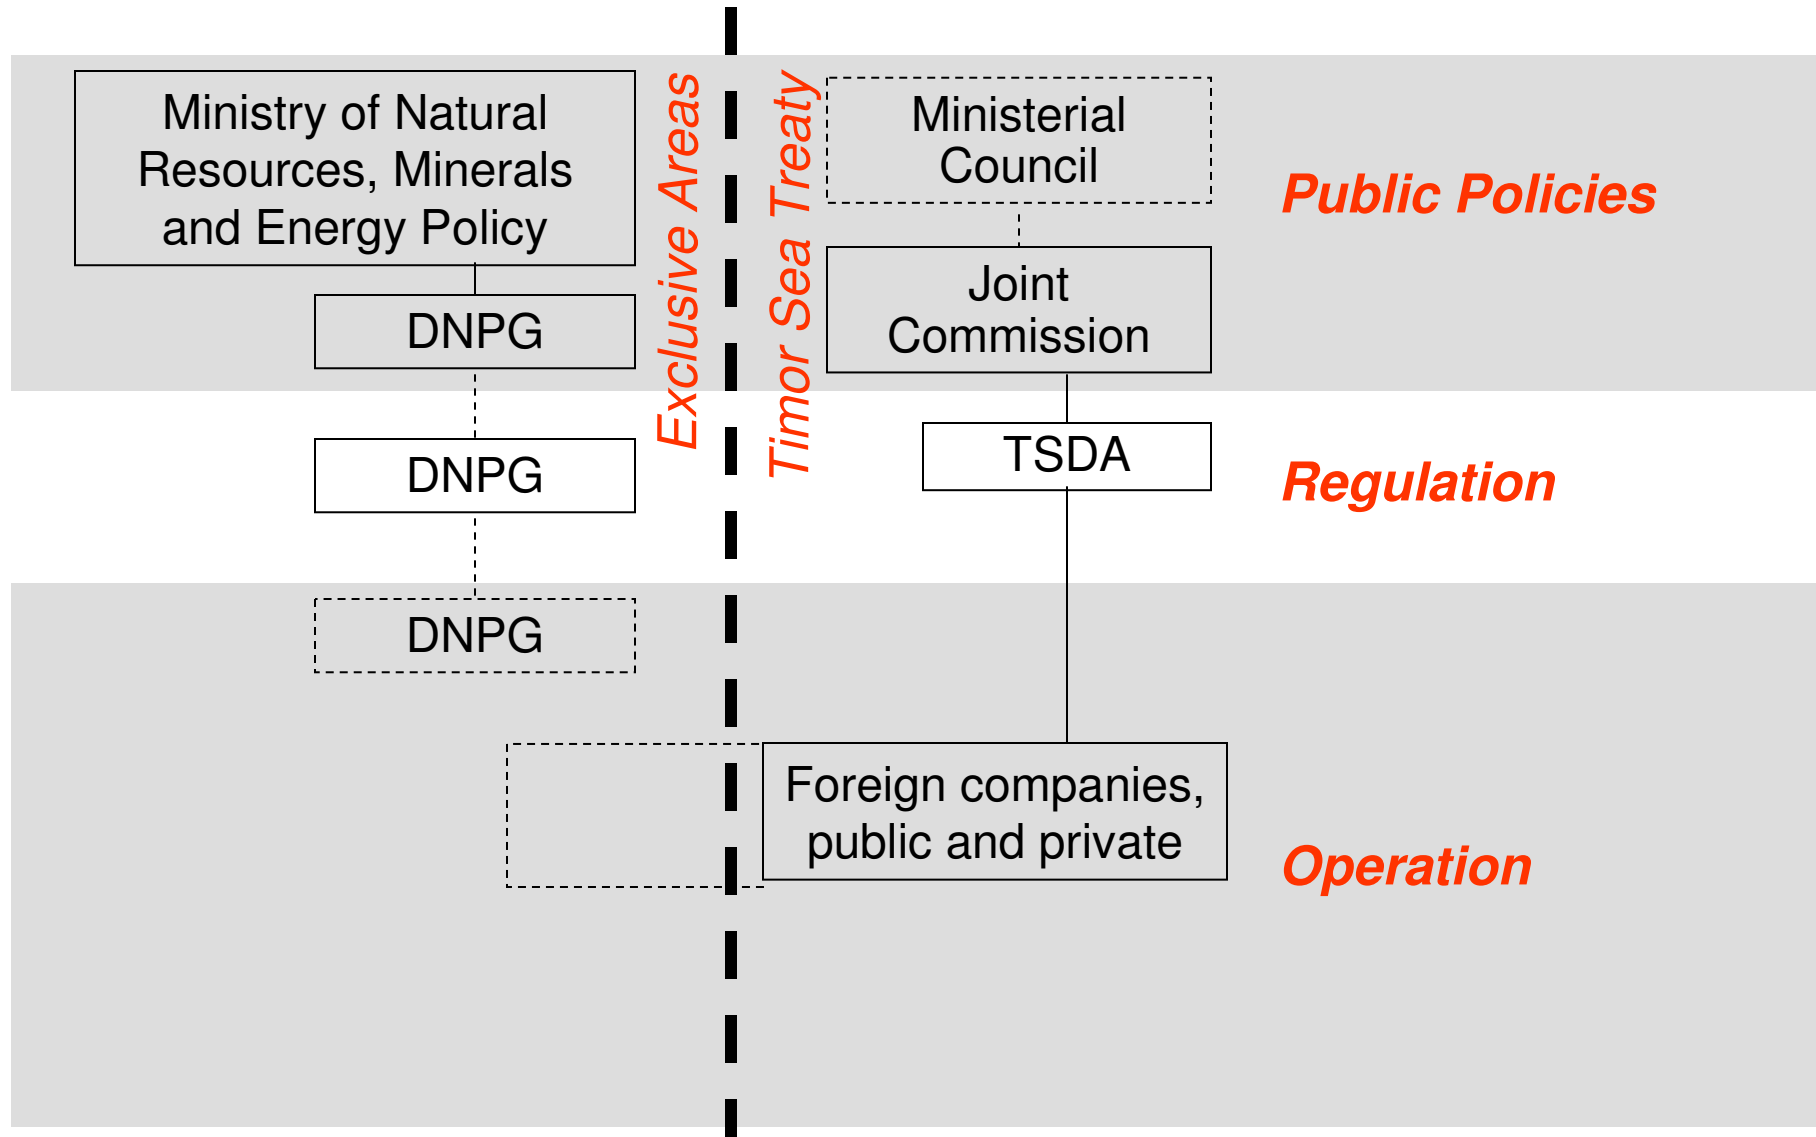 Ministry of Natural
Resources, Minerals
and Energy Policy
DNPG
DNPG
DNPG
Exclusive Areas
Timor Sea Treaty
Ministerial
Council
Joint
Commission
TSDA
Foreign companies,
public and private
Public Policies
Regulation
Operation